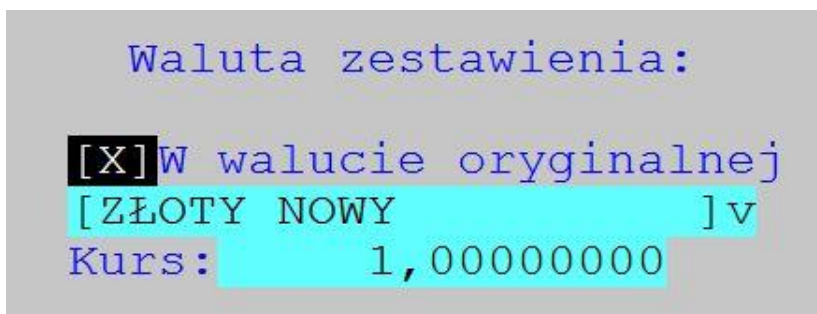 Waluta zestawienia:
[X]W walucie oryginalnej
[ZŁOTY NOWY ]v
Kurs: 1,00000000